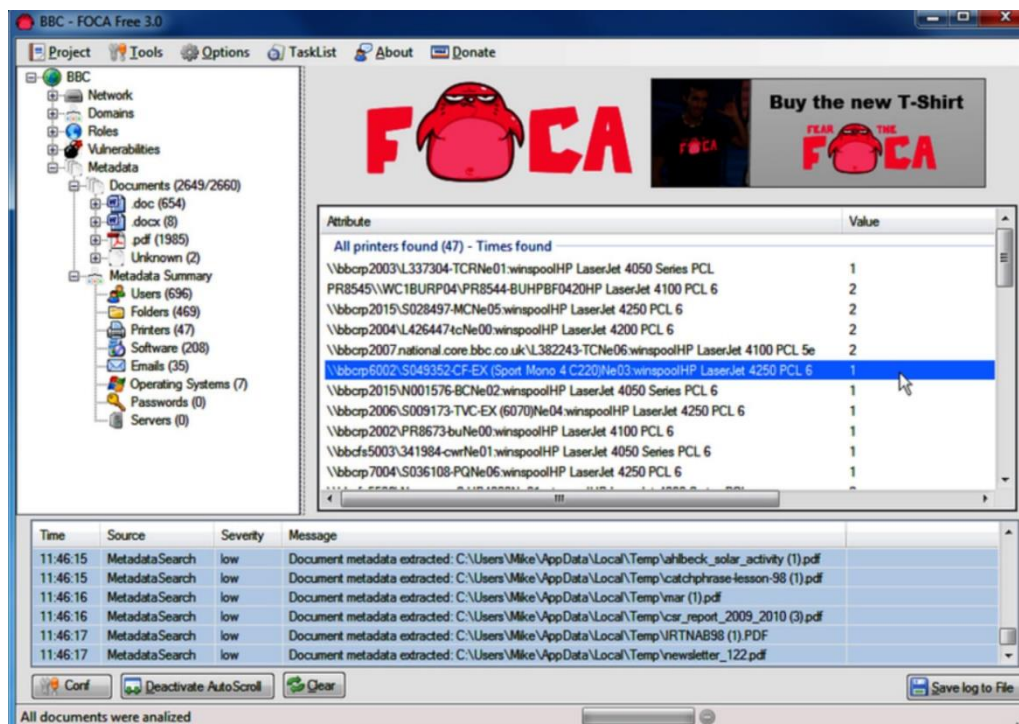 BBC - FOCA Free 3.0
Project Tools Options TaskList About Donate
BBC
Network
Domains
Roles
Vulnerabilities
Metadata
Documents (2649/2660)
.doc (654)
.docx (8)
.pdf (1985)
Unknown (2)
Metadata Summary
Users (696)
Folders (469)
Printers (47)
Software (208)
Emails (35)
Operating Systems (7)
Passwords (0)
Servers (0)
FOCA
Buy the new T-Shirt
FEAR THE
FOCA
FOCA
Attribute Value
All printers found (47) - Times found
\\bbcrp2003\L337304-TCRNe01:winspoolHP LaserJet 4050 Series PCL 1
PR8545\\WC1BURP04\PR8544-BUHPBF0420HP LaserJet 4100 PCL 6 2
\\bbcrp2015\S028497-MCNe05:winspoolHP LaserJet 4250 PCL 6 2
\\bbcrp2004\L426447-tcNe00:winspoolHP LaserJet 4200 PCL 6 2
\\bbcrp2007.national.core.bbc.co.uk\L382243-TCNe06:winspoolHP LaserJet 4100 PCL 5e 2
\\bbcrp6002\S049352-CF-EX (Sport Mono 4 C220)Ne03:winspoolHP LaserJet 4250 PCL 6 1
\\bbcrp2015\N001576-BCNe02:winspoolHP LaserJet 4050 Series PCL 6 1
\\bbcrp2006\S009173-TVC-EX (6070)Ne04:winspoolHP LaserJet 4250 PCL 6 1
\\bbcrp2002\PR8673-buNe00:winspoolHP LaserJet 4100 PCL 6 1
\\bbcfs5003\341984-cwrNe01:winspoolHP LaserJet 4050 Series PCL 6 1
\\bbcrp7004\S036108-PQNe06:winspoolHP LaserJet 4250 PCL 6 1
Time Source Severity Message
11:46:15 MetadataSearch low Document metadata extracted: C:\Users\Mike\AppData\Local\Temp\ahlbeck_solar_activity (1).pdf
11:46:15 MetadataSearch low Document metadata extracted: C:\Users\Mike\AppData\Local\Temp\catchphrase-lesson-98 (1).pdf
11:46:16 MetadataSearch low Document metadata extracted: C:\Users\Mike\AppData\Local\Temp\mar (1).pdf
11:46:16 MetadataSearch low Document metadata extracted: C:\Users\Mike\AppData\Local\Temp\csr_report_2009_2010 (3).pdf
11:46:17 MetadataSearch low Document metadata extracted: C:\Users\Mike\AppData\Local\Temp\IRTNAB98 (1).PDF
11:46:17 MetadataSearch low Document metadata extracted: C:\Users\Mike\AppData\Local\Temp\newsletter_122.pdf
Conf Deactivate AutoScroll Clear Save log to File
All documents were analized